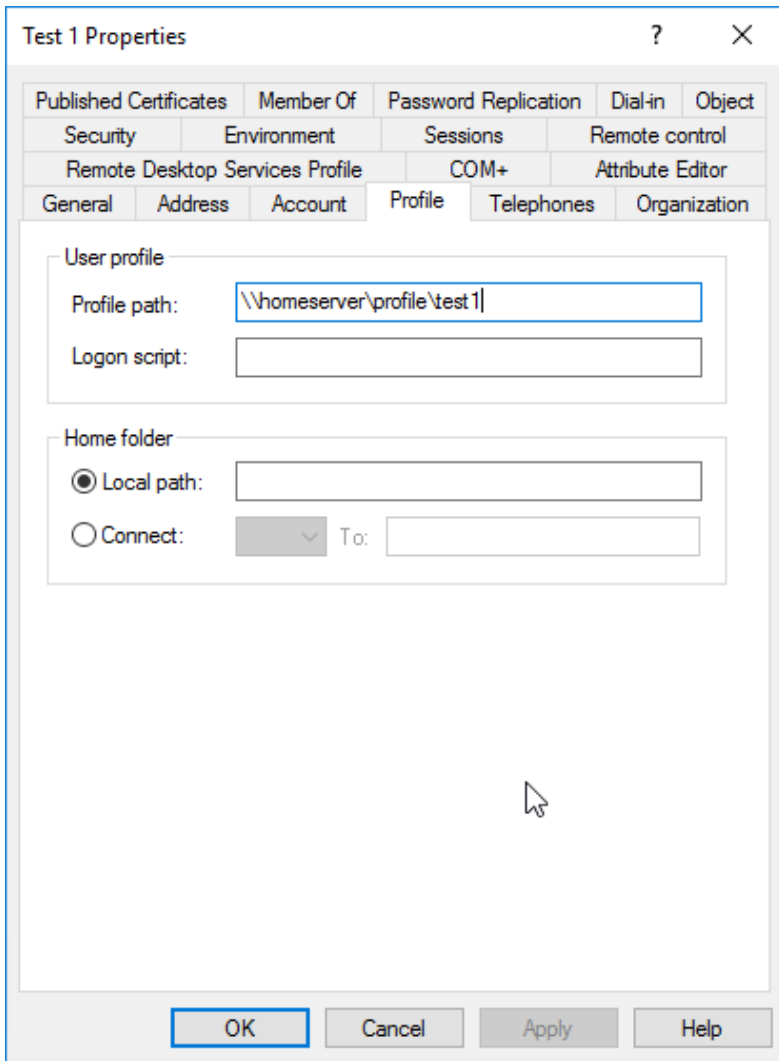 Test 1 Properties ?
Published Certificates Member Of Password Replication Dial-in Object
Security Environment Sessions Remote control
Remote Desktop Services Profile COM+ Attribute Editor
General Address Account Profile Telephones Organization
User profile
Profile path: \\homeserver\profile\test1
Logon script:
Home folder
Local path:
Connect: To:
OK Cancel Apply Help